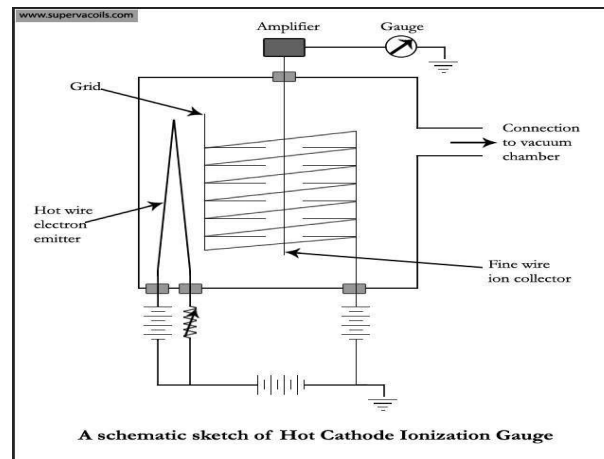 www.supervacoils.com
Amplifier
Gauge
Grid
Connection
to vacuum
chamber
Hot wire
electron
emitter
Fine wire
ion collector
A schematic sketch of Hot Cathode Ionization Gauge